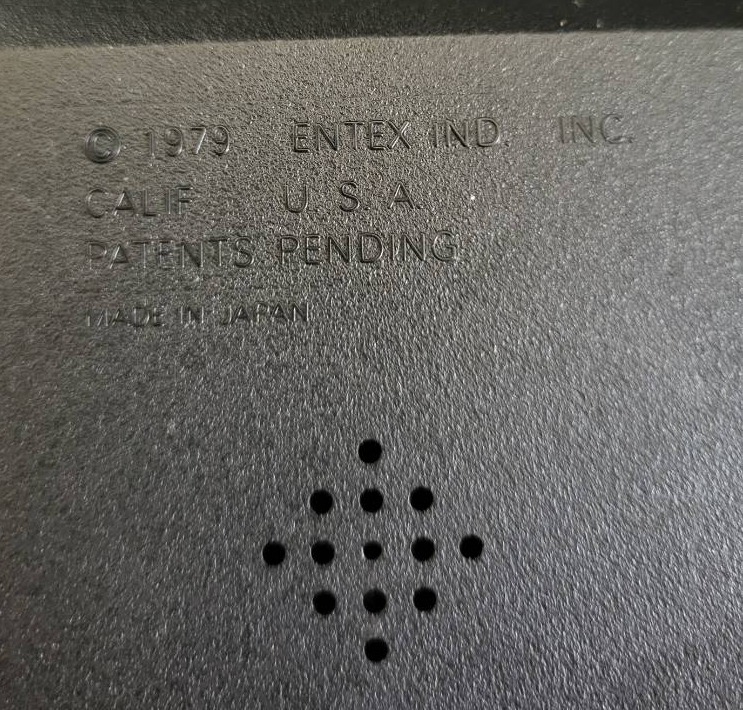 © 1979 ENTEX IND. INC.
CALIF U. S. A.
PATENTS PENDING
MADE IN JAPAN